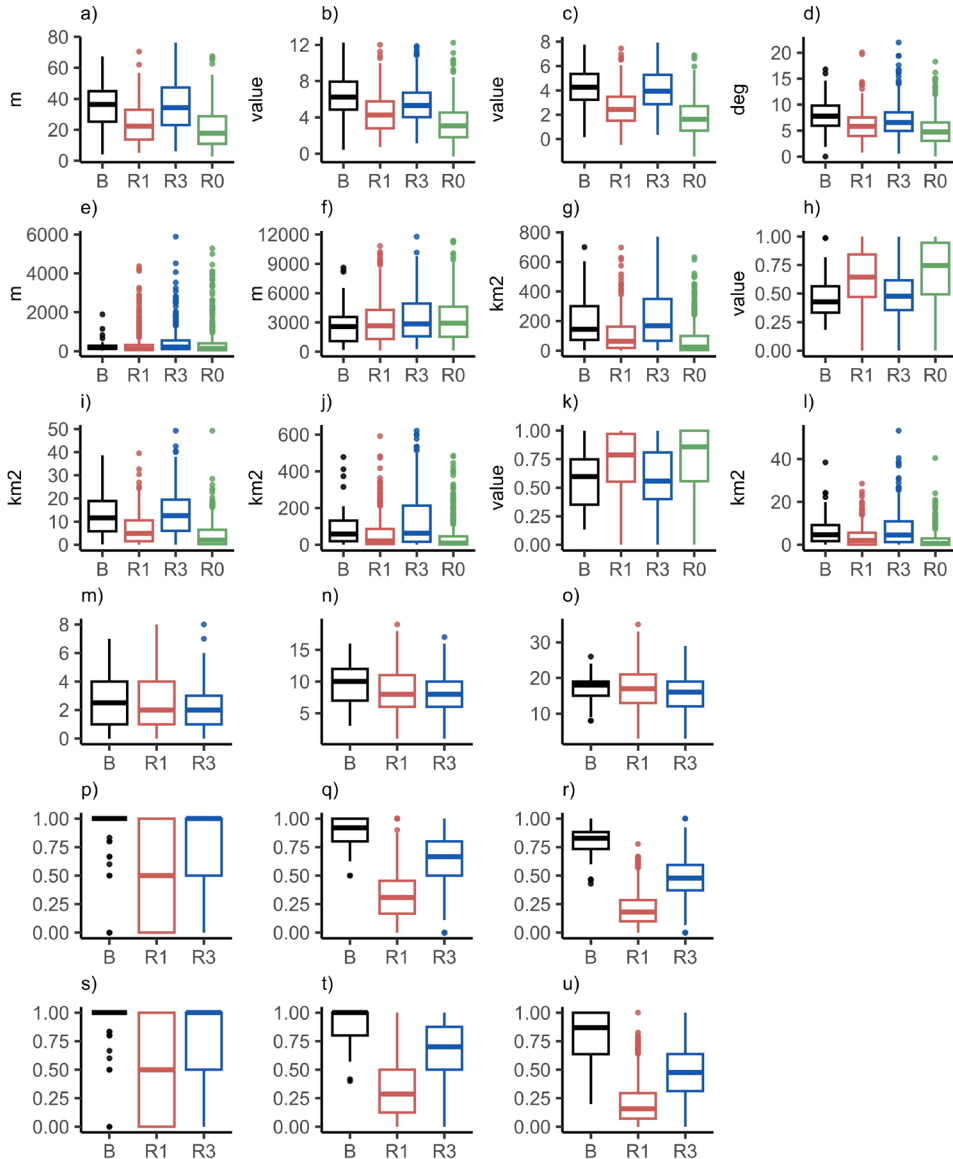 a) b) c) d)
80 60 40 20 0 m B R1 R3 R0
12 8 4 0 value B R1 R3 R0
8 6 4 2 0 value B R1 R3 R0
20 15 10 5 0 deg B R1 R3 R0
e) f) g) h)
6000 4000 2000 0 m B R1 R3 R0
12000 9000 6000 3000 0 m B R1 R3 R0
800 600 400 200 0 km2 B R1 R3 R0
1.00 0.75 0.50 0.25 0.00 value B R1 R3 R0
i) j) k) l)
50 40 30 20 10 0 km2 B R1 R3 R0
600 400 200 0 km2 B R1 R3 R0
1.00 0.75 0.50 0.25 0.00 value B R1 R3 R0
40 20 0 km2 B R1 R3 R0
m) n) o)
8 6 4 2 0 B R1 R3
15 10 5 B R1 R3
30 20 10 B R1 R3
p) q) r)
1.00 0.75 0.50 0.25 0.00 B R1 R3
1.00 0.75 0.50 0.25 0.00 B R1 R3
1.00 0.75 0.50 0.25 0.00 B R1 R3
s) t) u)
1.00 0.75 0.50 0.25 0.00 B R1 R3
1.00 0.75 0.50 0.25 0.00 B R1 R3
1.00 0.75 0.50 0.25 0.00 B R1 R3